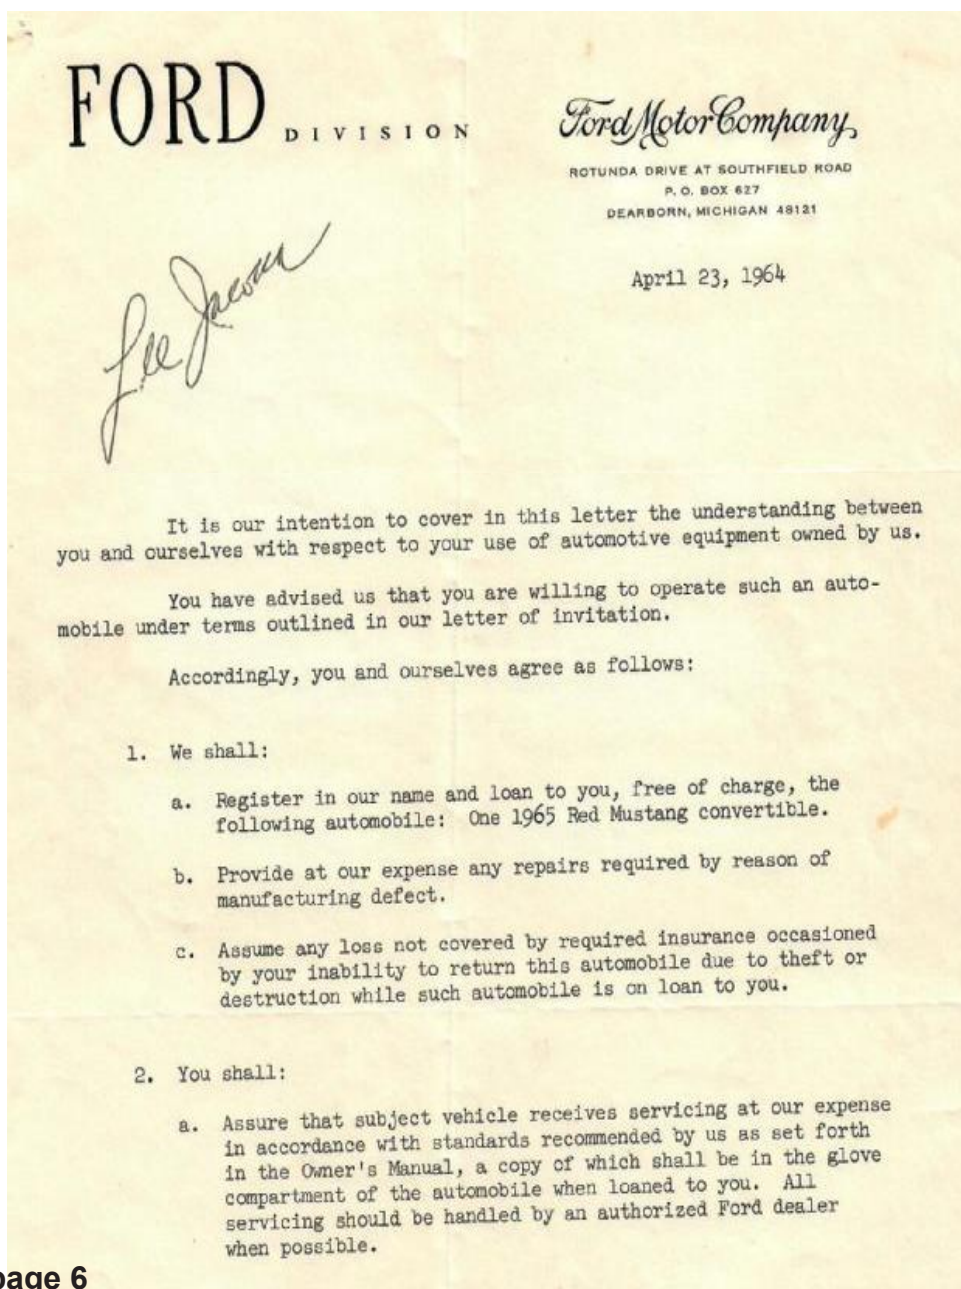 FORD DIVISION
Ford Motor Company,
ROTUNDA DRIVE AT SOUTHFIELD ROAD
P. O. BOX 627
DEARBORN, MICHIGAN 48121
April 23, 1964
Lee Iacocca
It is our intention to cover in this letter the understanding between
you and ourselves with respect to your use of automotive equipment owned by us.
You have advised us that you are willing to operate such an auto-
mobile under terms outlined in our letter of invitation.
Accordingly, you and ourselves agree as follows:
1. We shall:
a. Register in our name and loan to you, free of charge, the
following automobile: One 1965 Red Mustang convertible.
b. Provide at our expense any repairs required by reason of
manufacturing defect.
c. Assume any loss not covered by required insurance occasioned
by your inability to return this automobile due to theft or
destruction while such automobile is on loan to you.
2. You shall:
a. Assure that subject vehicle receives servicing at our expense
in accordance with standards recommended by us as set forth
in the Owner's Manual, a copy of which shall be in the glove
compartment of the automobile when loaned to you. All
servicing should be handled by an authorized Ford dealer
when possible.
page 6